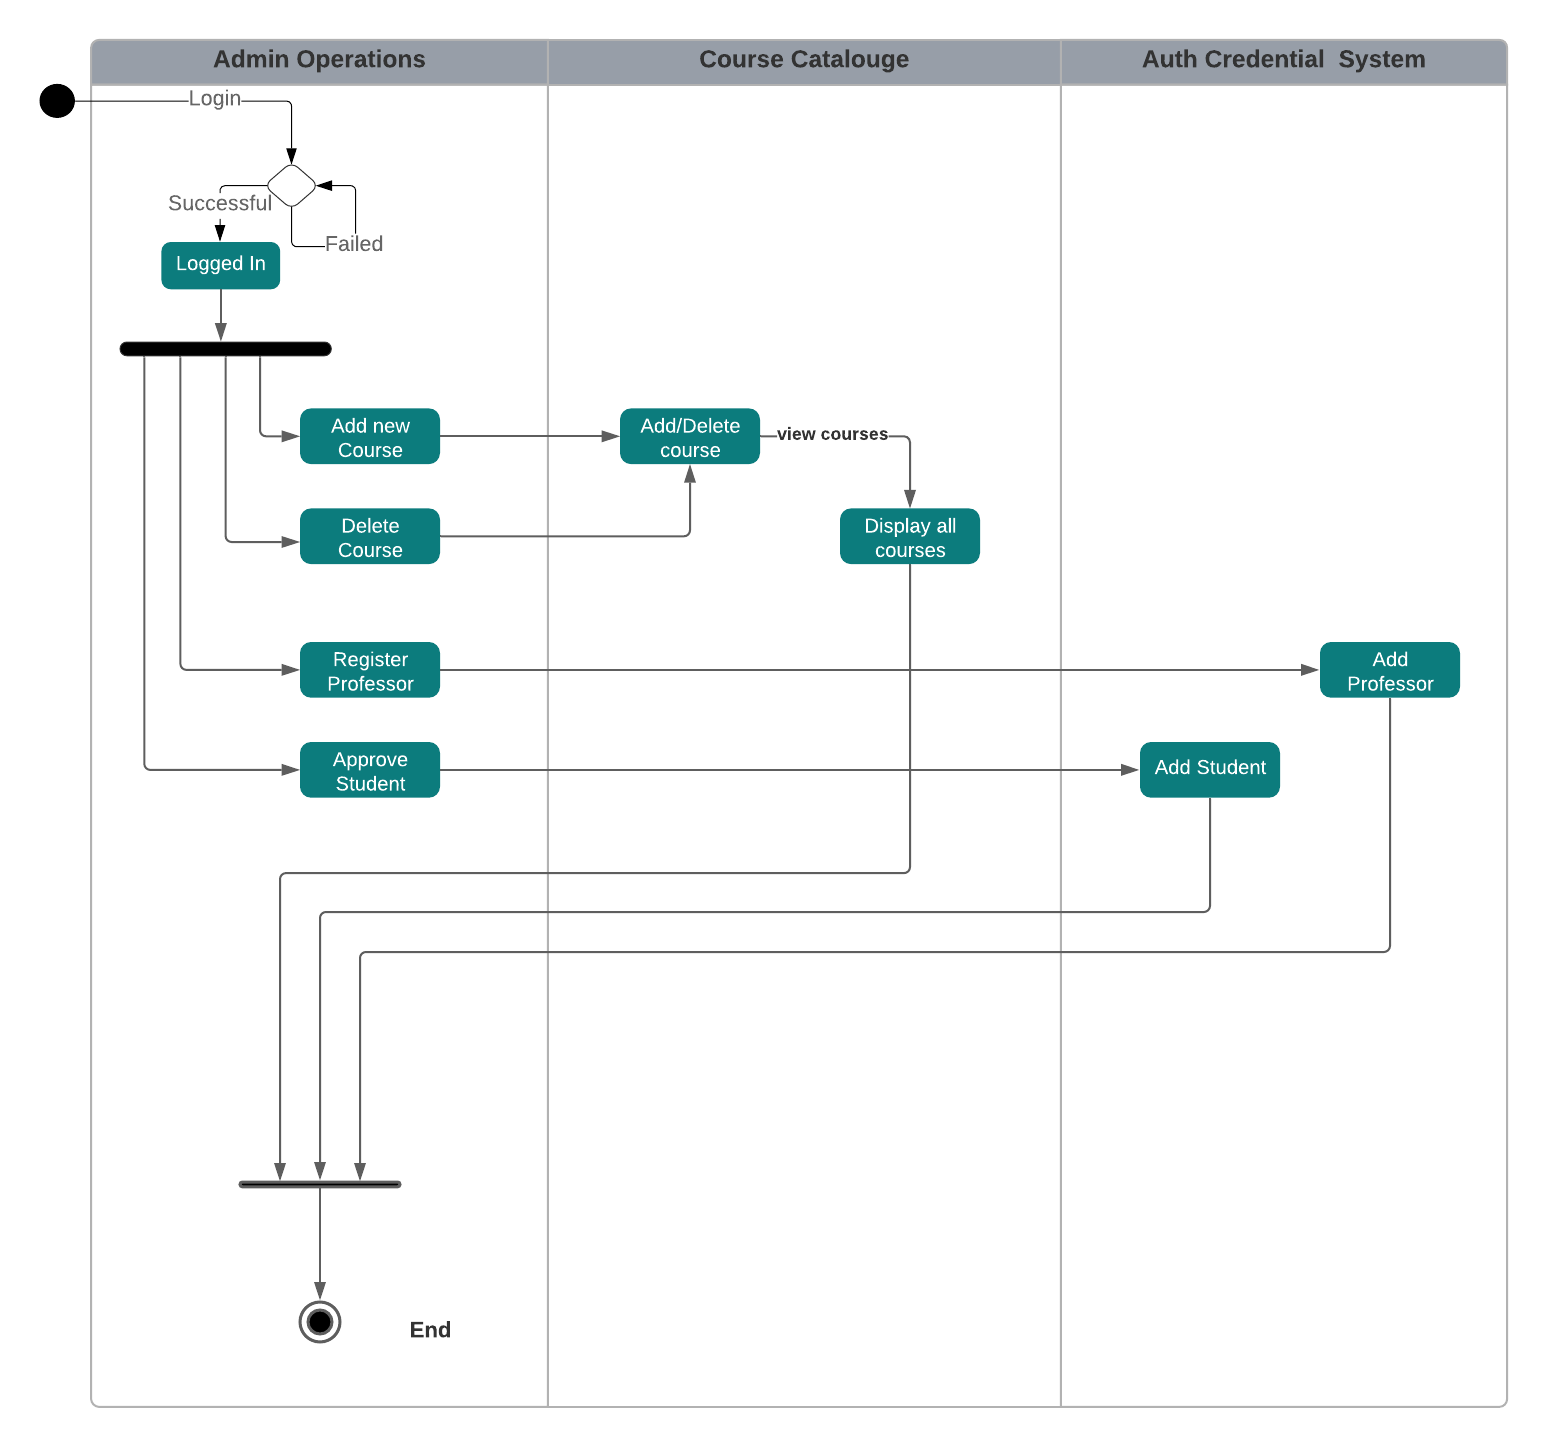 Admin Operations
Course Catalouge
Auth Credential  System
Login
Successful
Failed
Logged In
Add new
Course
Add/Delete
course
view courses
Delete
Course
Display all
courses
Register
Professor
Add
Professor
Approve
Student
Add Student
End